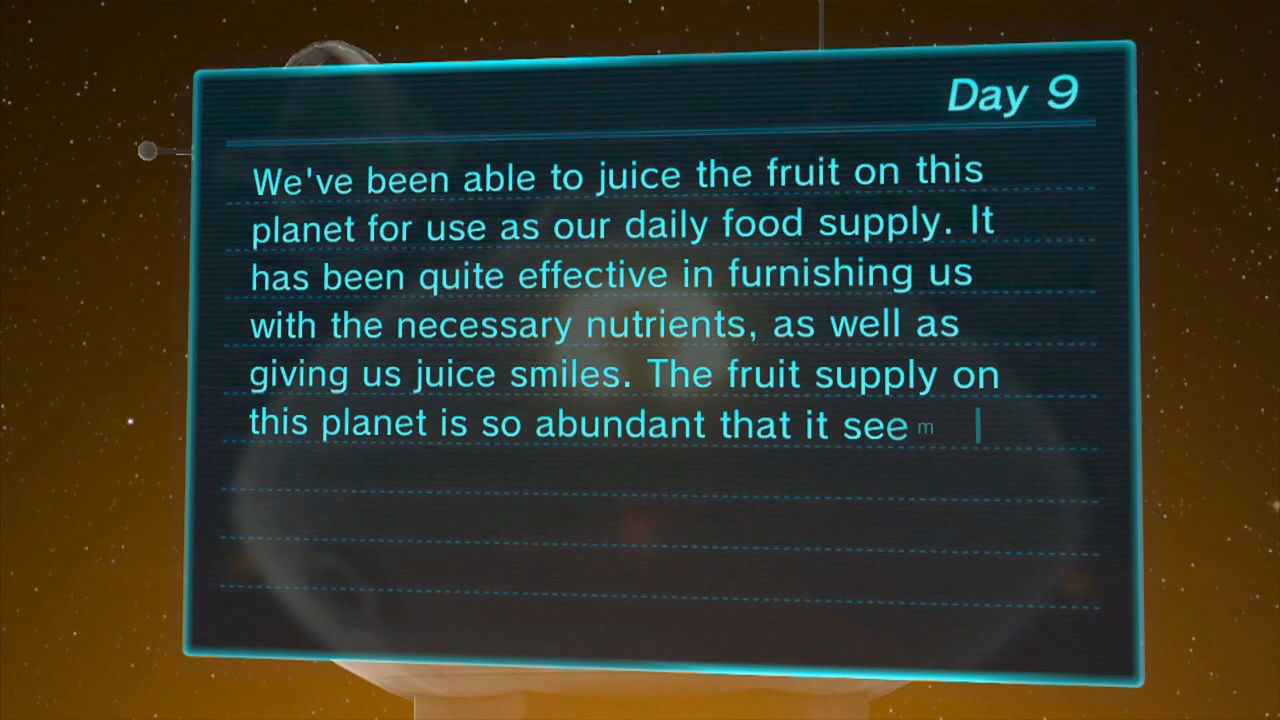 Day 9
We've been able to juice the fruit on this
planet for use as our daily food supply. It
has been quite effective in furnishing us
with the necessary nutrients, as well as
giving us juice smiles. The fruit supply on
this planet is so abundant that it seem